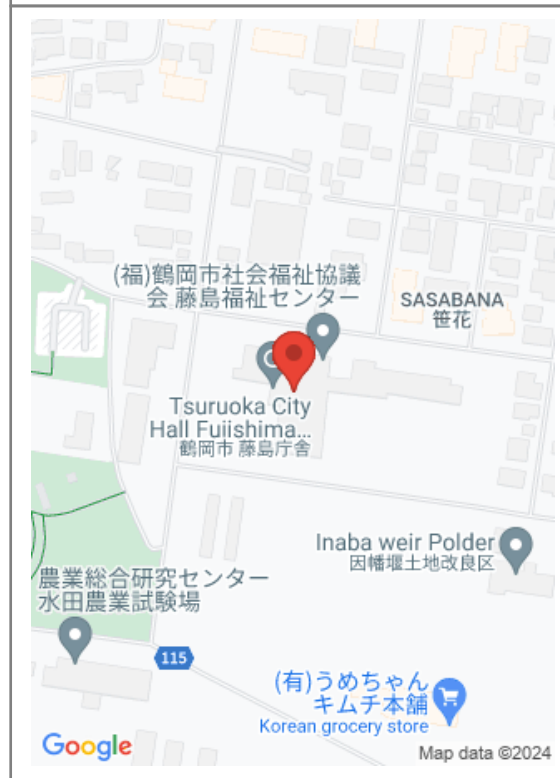 (福)鶴岡市社会福祉協議
会 藤島福祉センター
SASABANA
笹花
Tsuruoka City
Hall Fujishima...
鶴岡市 藤島庁舎
Inaba weir Polder
因幡堰土地改良区
農業総合研究センター
水田農業試験場
115
(有)うめちゃん
キムチ本舗
Korean grocery store
Google
Map data ©2024